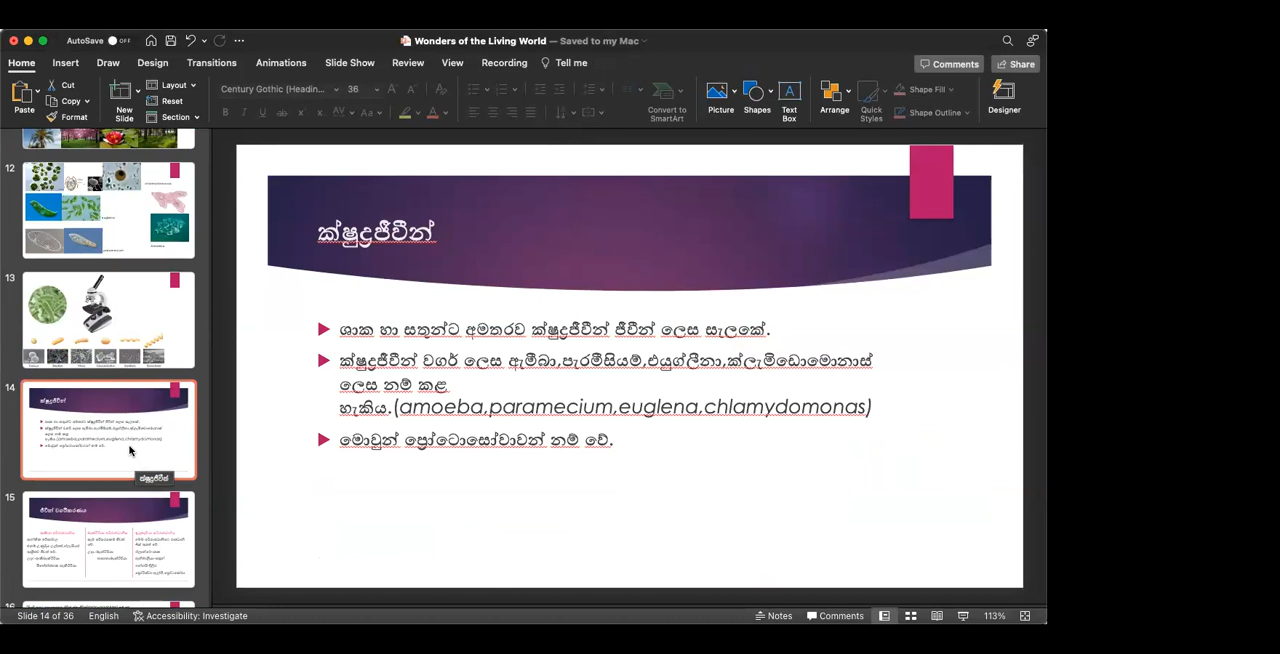 AutoSave OFF
Wonders of the Living World — Saved to my Mac
Home Insert Draw Design Transitions Animations Slide Show Review View Recording Tell me
Comments Share
Paste
Cut
Copy
Format
New Slide
Layout
Reset
Section
Century Gothic (Headin... 36
Convert to SmartArt
Picture
Shapes
Text Box
Arrange
Quick Styles
Shape Fill
Shape Outline
Designer
12
13
14
ක්ෂුද්‍රජීවීන්
15
ජීවීන් වර්ගීකරණය
ක්ෂුද්‍රජීවීන්
ශාක හා සතුන්ට අමතරව ක්ෂුද්‍රජීවීන් ජීවීන් ලෙස සැලකේ.
ක්ෂුද්‍රජීවීන් වගර් ලෙස ඇමීබා,පැරමීසියම්,එයුග්ලීනා,ක්ලැමිඩොමොනාස්
ලෙස නම් කළ
හැකිය.(amoeba,paramecium,euglena,chlamydomonas)
මොවුන් ප්‍රෝටොසෝවාවන් නම් වේ.
Slide 14 of 36 English Accessibility: Investigate
Notes Comments 113%